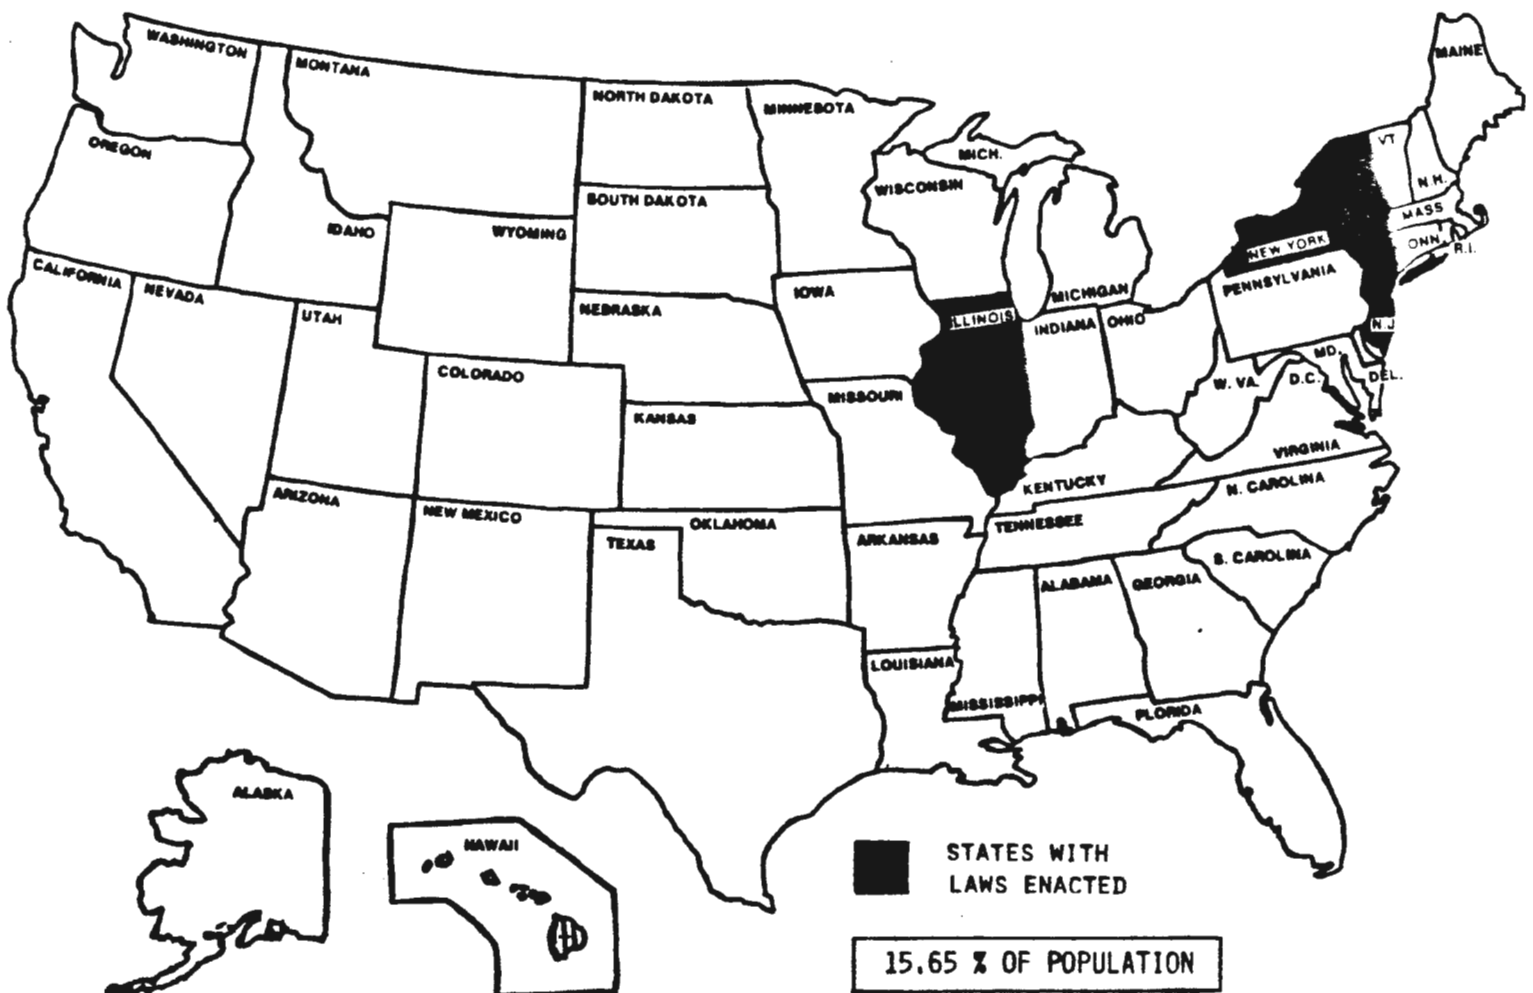 WASHINGTON
MONTANA
NORTH DAKOTA
MINNESOTA
MAINE
OREGON
MICH.
VT
WISCONSIN
N.H.
SOUTH DAKOTA
MASS
IDAHO
WYOMING
NEW YORK
ONN.
R.I.
CALIFORNIA
NEVADA
IOWA
MICHIGAN
PENNSYLVANIA
UTAH
NEBRASKA
ILLINOIS
INDIANA
OHIO
N.J
MD.
COLORADO
MISSOURI
W. VA.
D.C.
DEL.
KANSAS
VIRGINIA
ARIZONA
NEW MEXICO
KENTUCKY
N. CAROLINA
OKLAHOMA
TENNESSEE
TEXAS
ARKANSAS
S. CAROLINA
ALABAMA
GEORGIA
LOUISIANA
MISSISSIPPI
FLORIDA
ALASKA
HAWAII
STATES WITH
LAWS ENACTED
15.65 % OF POPULATION